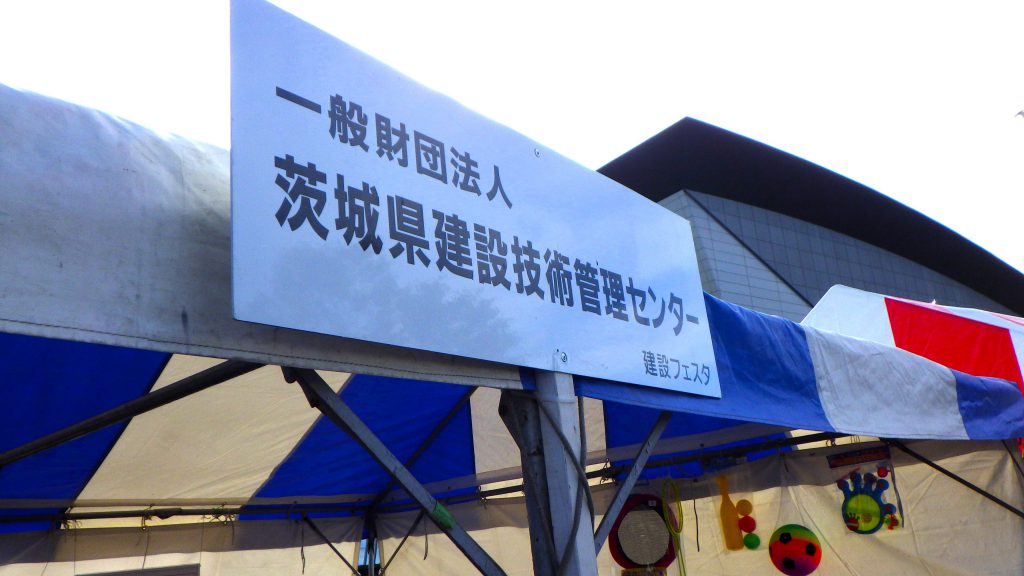 一般財団法人
茨城県建設技術管理センター
建設フェスタ